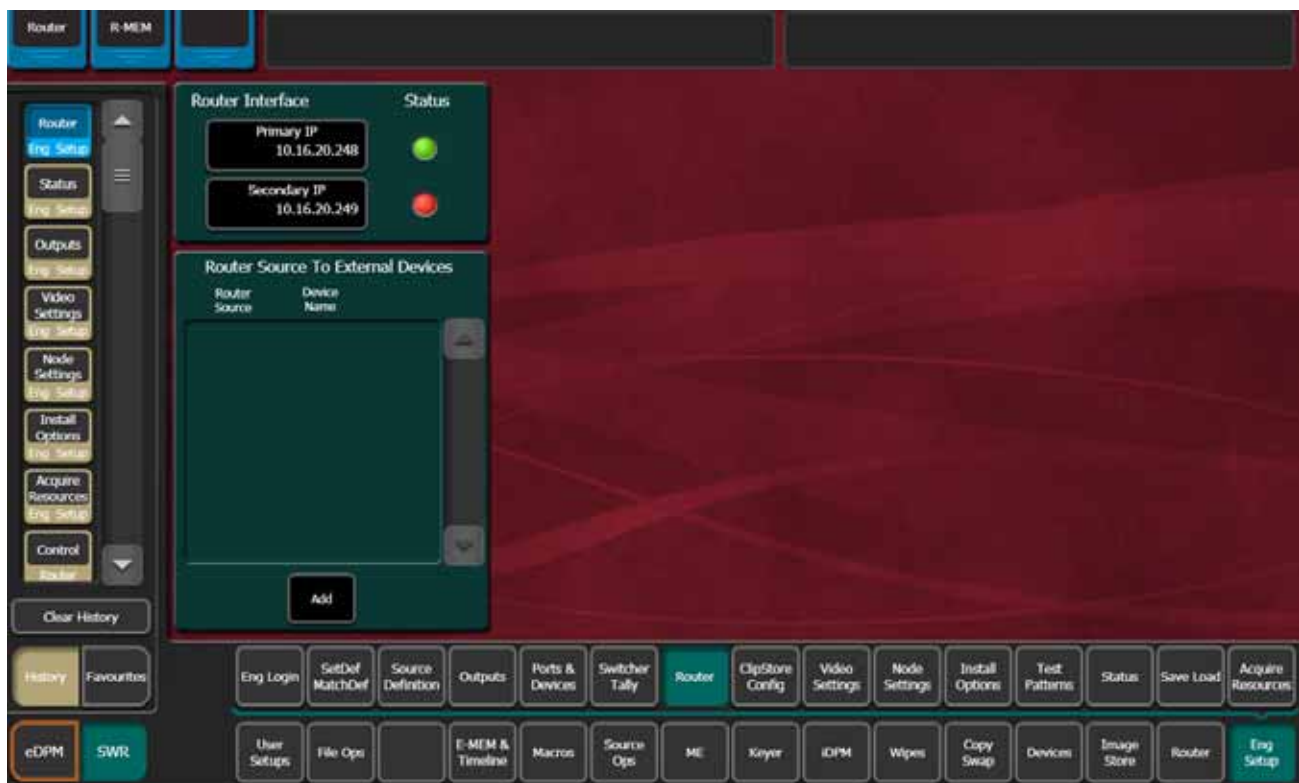 Router
R-MEM
Router
Eng Setup
Status
Eng Setup
Outputs
Eng Setup
Video
Settings
Eng Setup
Node
Settings
Eng Setup
Install
Options
Eng Setup
Acquire
Resources
Eng Setup
Control
Router
Clear History
History
Favourites
eDPM
SWR
Router Interface
Status
Primary IP
10.16.20.248
Secondary IP
10.16.20.249
Router Source To External Devices
Router
Source
Device
Name
Add
Eng Login
SetDef
MatchDef
Source
Definition
Outputs
Ports &
Devices
Switcher
Tally
Router
ClipStore
Config
Video
Settings
Node
Settings
Install
Options
Test
Patterns
Status
Save Load
Acquire
Resources
User
Setups
File Ops
E-MEM &
Timeline
Macros
Source
Ops
ME
Keyer
iDPM
Wipes
Copy
Swap
Devices
Image
Store
Router
Eng
Setup